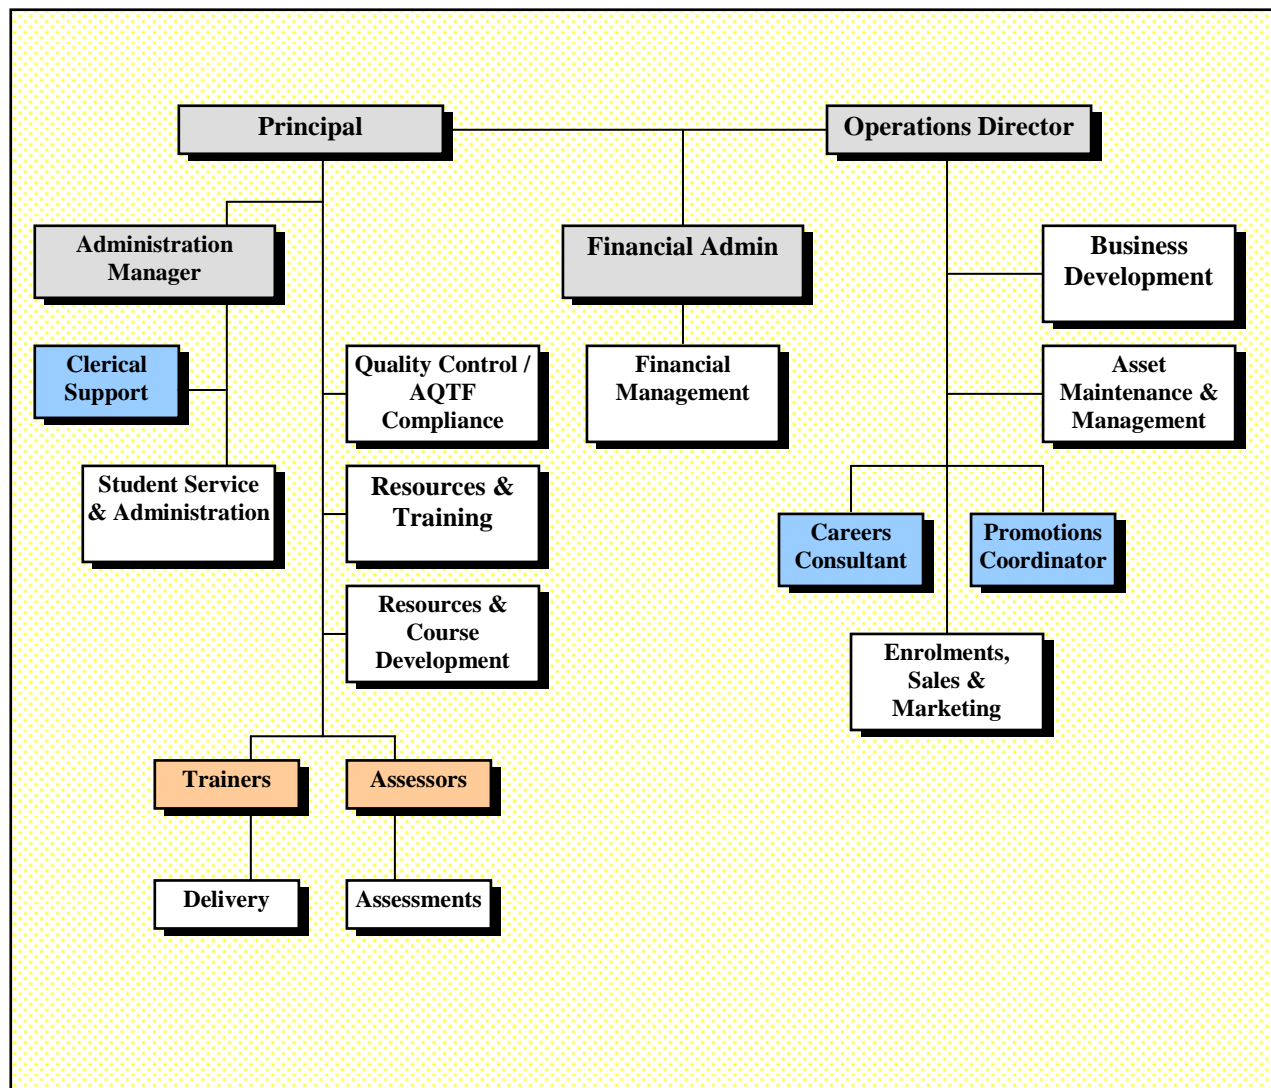 Principal
Operations Director
Administration
Manager
Financial Admin
Business
Development
Clerical
Support
Quality Control /
AQTF
Compliance
Financial
Management
Asset
Maintenance &
Management
Student Service
& Administration
Resources &
Training
Careers
Consultant
Promotions
Coordinator
Resources &
Course
Development
Enrolments,
Sales &
Marketing
Trainers
Assessors
Delivery
Assessments